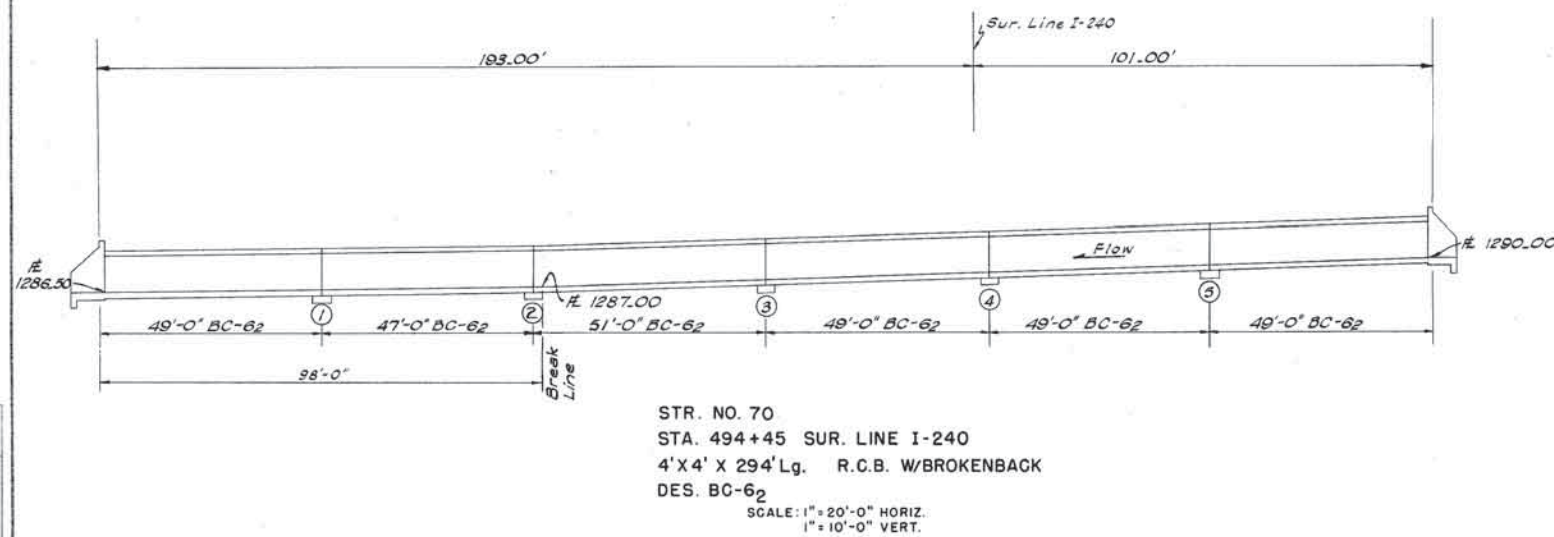 Sur. Line I-240
193.00'
101.00'
Flow
℄ 1286.50
℄ 1287.00
℄ 1290.00
1
2
3
4
5
49'-0" BC-6₂
47'-0" BC-6₂
51'-0" BC-6₂
49'-0" BC-6₂
49'-0" BC-6₂
49'-0" BC-6₂
98'-0"
Break
Line
STR. NO. 70
STA. 494+45 SUR. LINE I-240
4'X4' X 294'Lg. R.C.B. W/BROKENBACK
DES. BC-6₂
SCALE: 1"=20'-0" HORIZ.
1"=10'-0" VERT.